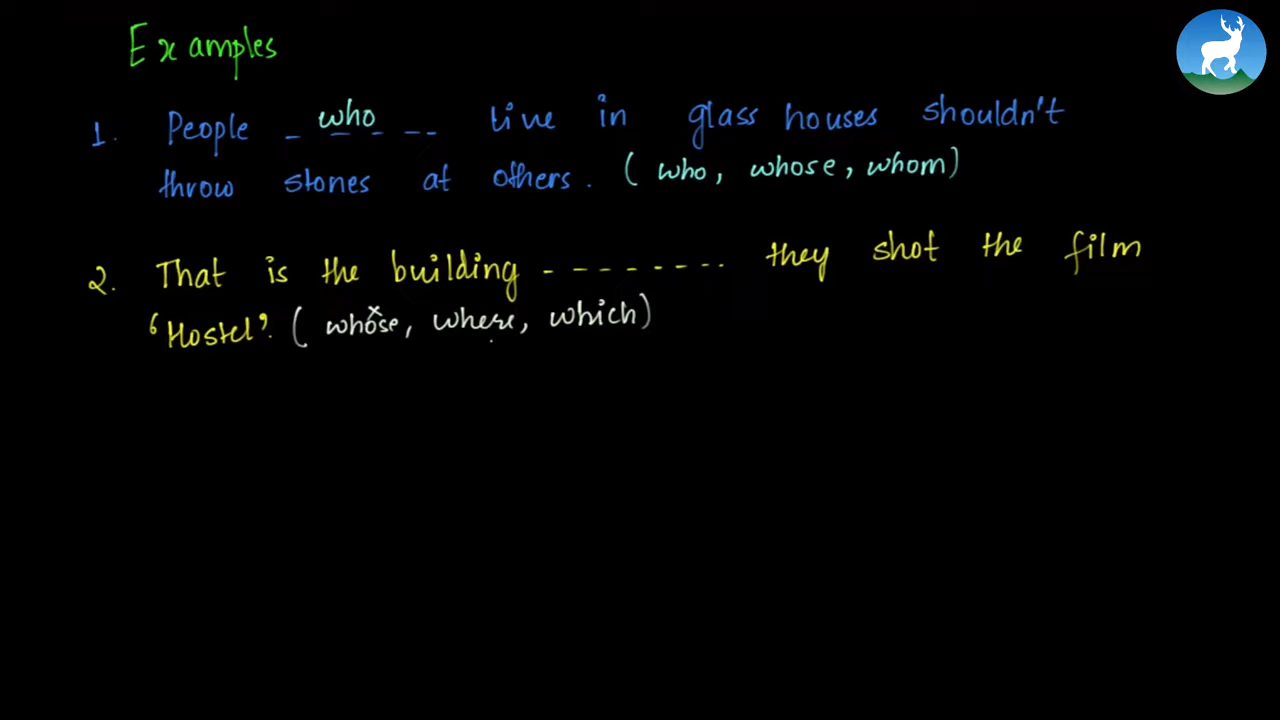 Examples
1. People - who - - -- live in glass houses shouldn't
throw stones at others. (who, whose, whom)
2. That is the building --------- they shot the film
'Hostel'. (whose, where, which)